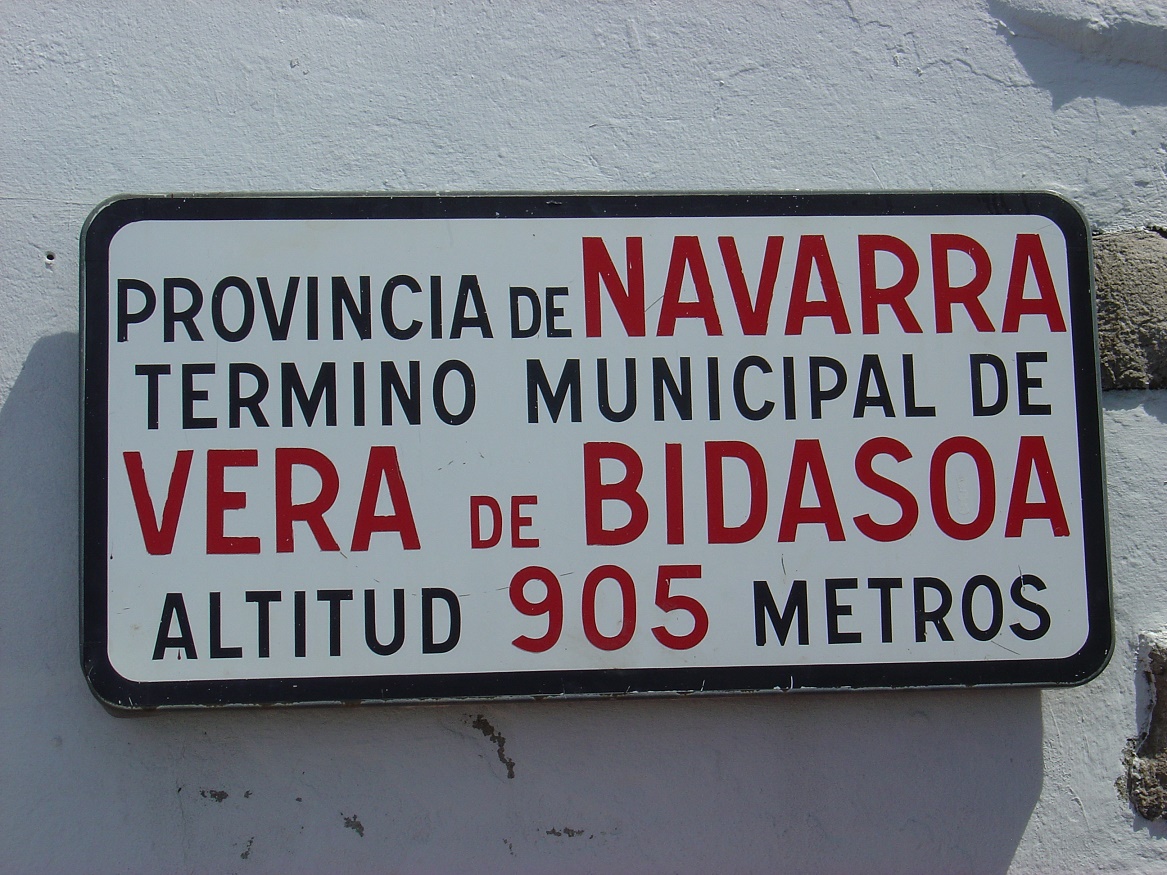 PROVINCIA DE NAVARRA
TERMINO MUNICIPAL DE
VERA DE BIDASOA
ALTITUD 905 METROS